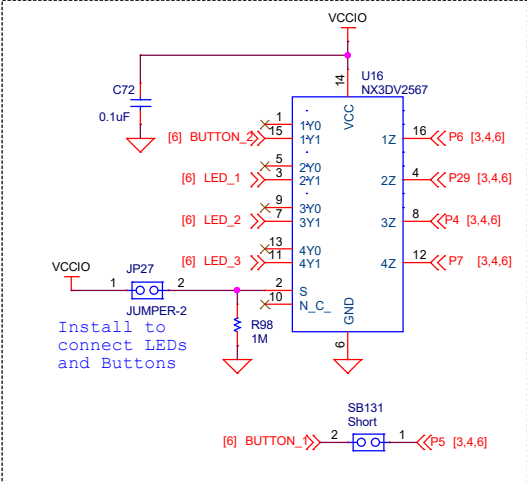 VCCIO
U16
NX3DV2567
C72
0.1uF
14
VCC
1
1Y0
[6] BUTTON_2
15
1Y1
1Z
16
P6 [3,4,6]
5
2Y0
[6] LED_1
3
2Y1
2Z
4
P29 [3,4,6]
9
3Y0
[6] LED_2
7
3Y1
3Z
8
P4 [3,4,6]
13
4Y0
[6] LED_3
11
4Y1
4Z
12
P7 [3,4,6]
VCCIO
JP27
1
2
JUMPER-2
2
S
10
N_C_
GND
6
R98
1M
Install to
connect LEDs
and Buttons
SB131
Short
[6] BUTTON_1
2
1
P5 [3,4,6]